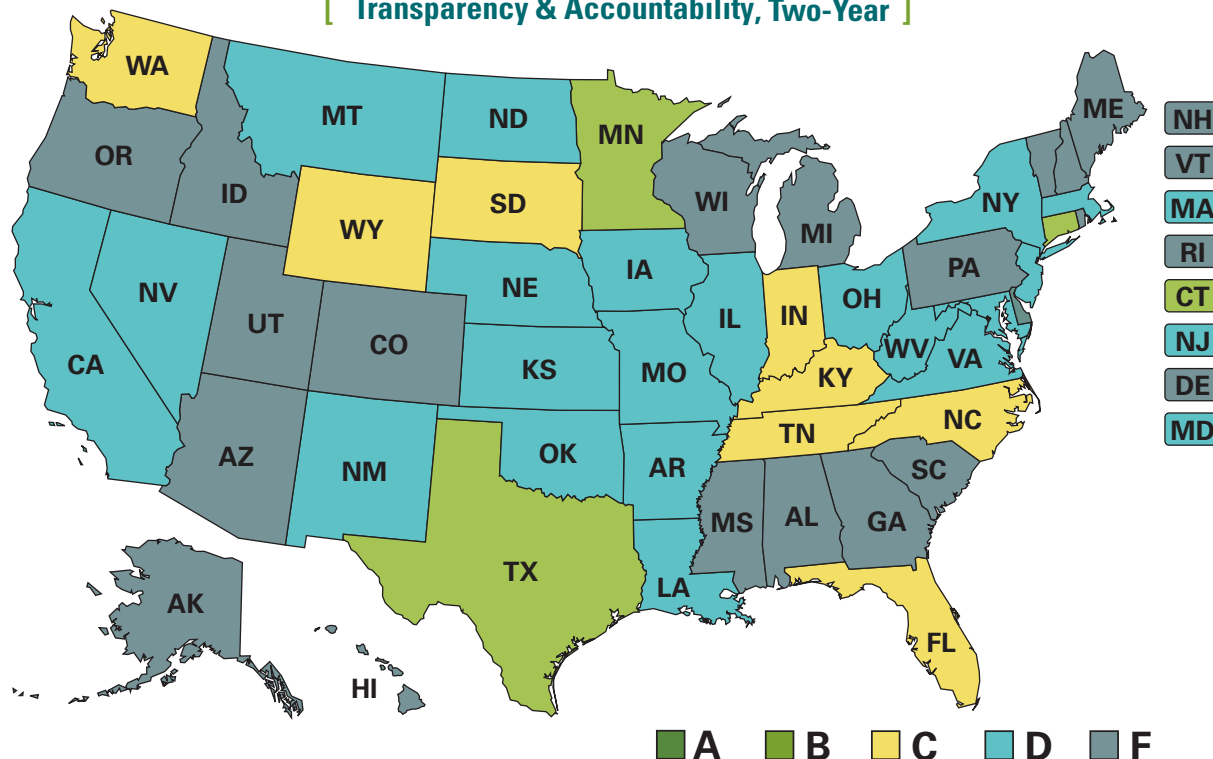 [ Transparency & Accountability, Two-Year ]
WA
MT
ND
MN
ME
NH
OR
ID
SD
WI
VT
WY
MI
NY
MA
NV
NE
IA
PA
RI
UT
CO
IL
IN
OH
CT
CA
KS
MO
WV
VA
NJ
KY
DE
AZ
NM
OK
AR
TN
NC
MD
SC
MS
AL
GA
TX
LA
AK
FL
HI
A B C D F